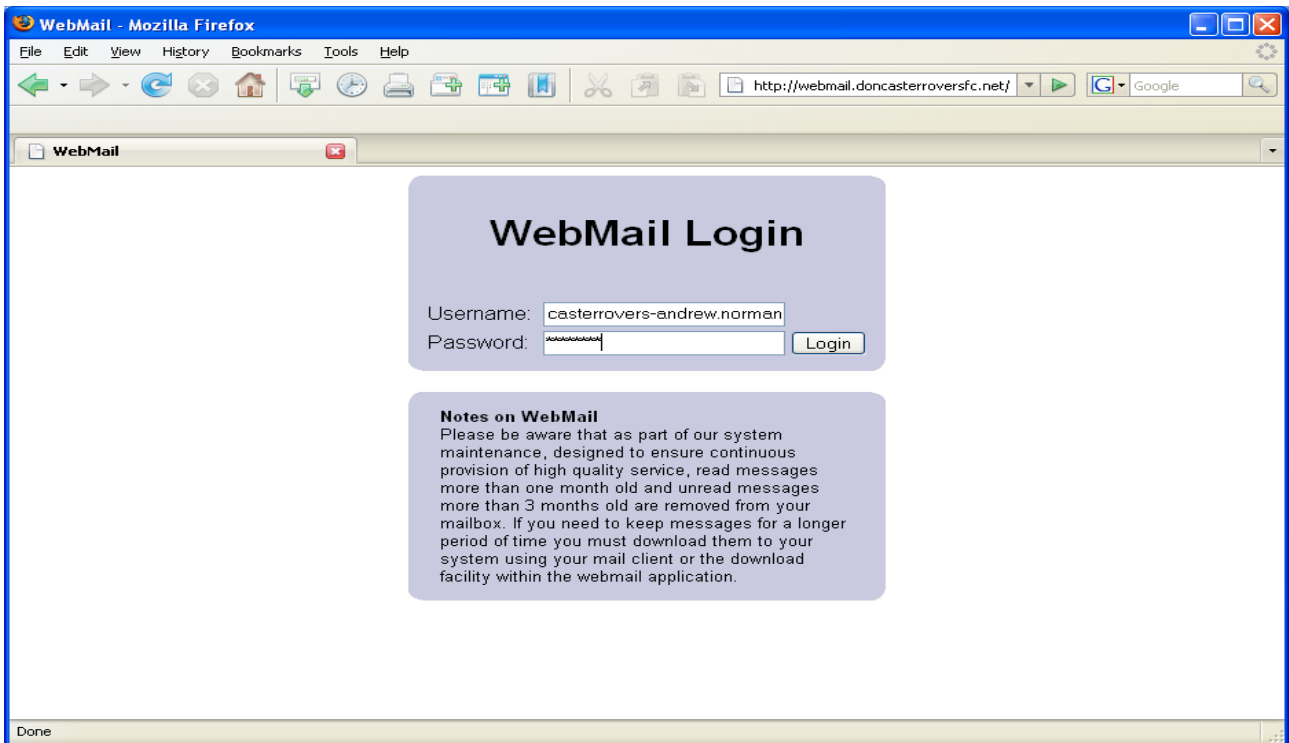 WebMail - Mozilla Firefox
File Edit View History Bookmarks Tools Help
http://webmail.doncasterroversfc.net/
G Google
WebMail
WebMail Login
Username: casterrovers-andrew.norman
Password: *********
Login
Notes on WebMail
Please be aware that as part of our system
maintenance, designed to ensure continuous
provision of high quality service, read messages
more than one month old and unread messages
more than 3 months old are removed from your
mailbox. If you need to keep messages for a longer
period of time you must download them to your
system using your mail client or the download
facility within the webmail application.
Done